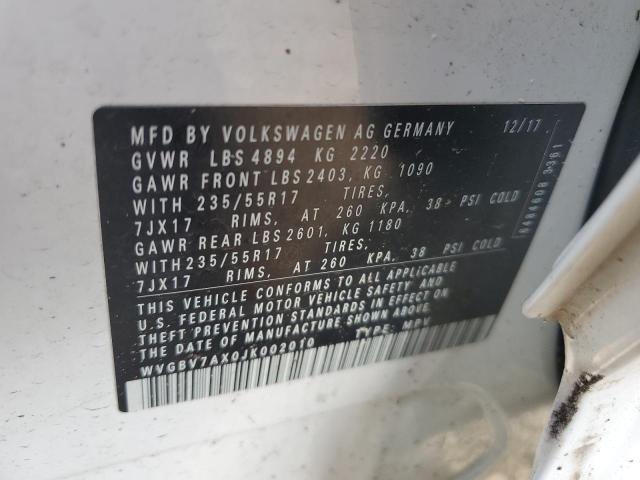 MFD BY VOLKSWAGEN AG GERMANY 12/17
GVWR LBS 4894 KG 2220
GAWR FRONT LBS 2403, KG 1090
WITH 235/55R17 TIRES,
7JX17 RIMS, AT 260 KPA, 38 PSI COLD
GAWR REAR LBS 2601, KG 1180
WITH 235/55R17 TIRES,
7JX17 RIMS, AT 260 KPA, 38 PSI COLD
THIS VEHICLE CONFORMS TO ALL APPLICABLE
U.S. FEDERAL MOTOR VEHICLE SAFETY AND
THEFT PREVENTION STANDARDS IN EFFECT ON
THE DATE OF MANUFACTURE SHOWN ABOVE.
WVGBV7AX0JK002010 TYPE: MPV
3361